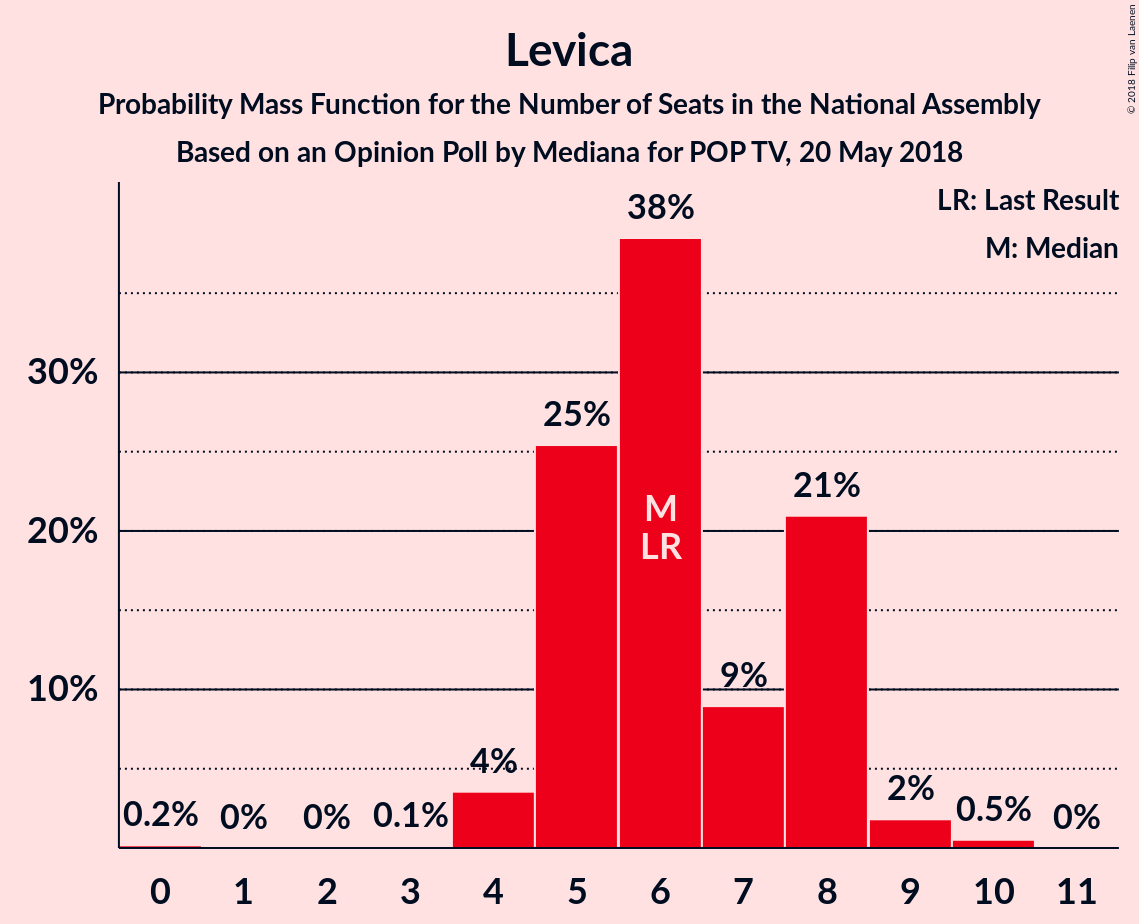 Levica
Probability Mass Function for the Number of Seats in the National Assembly
Based on an Opinion Poll by Mediana for POP TV, 20 May 2018
© 2018 Filip van Laenen
LR: Last Result
M: Median
30%
20%
10%
0.2%
0%
0%
0.1%
4%
25%
38%
M
LR
9%
21%
2%
0.5%
0%
0 1 2 3 4 5 6 7 8 9 10 11